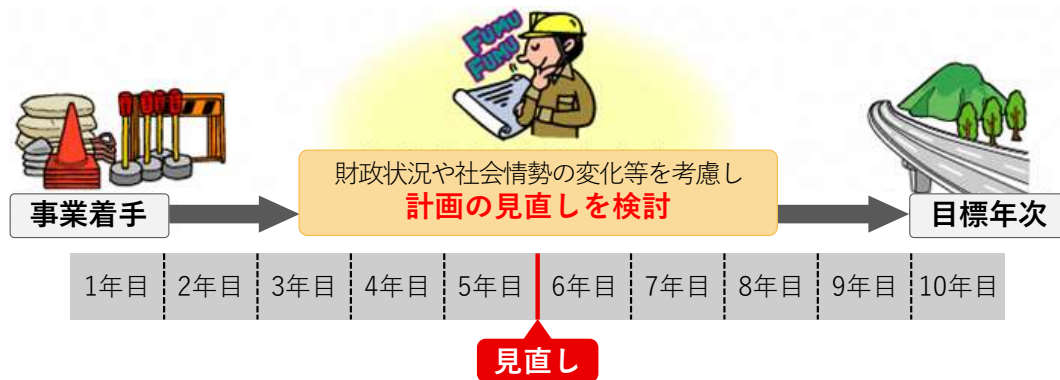 FUMU
FUMU
財政状況や社会情勢の変化等を考慮し
計画の見直しを検討
事業着手
目標年次
1年目 2年目 3年目 4年目 5年目 6年目 7年目 8年目 9年目 10年目
見直し